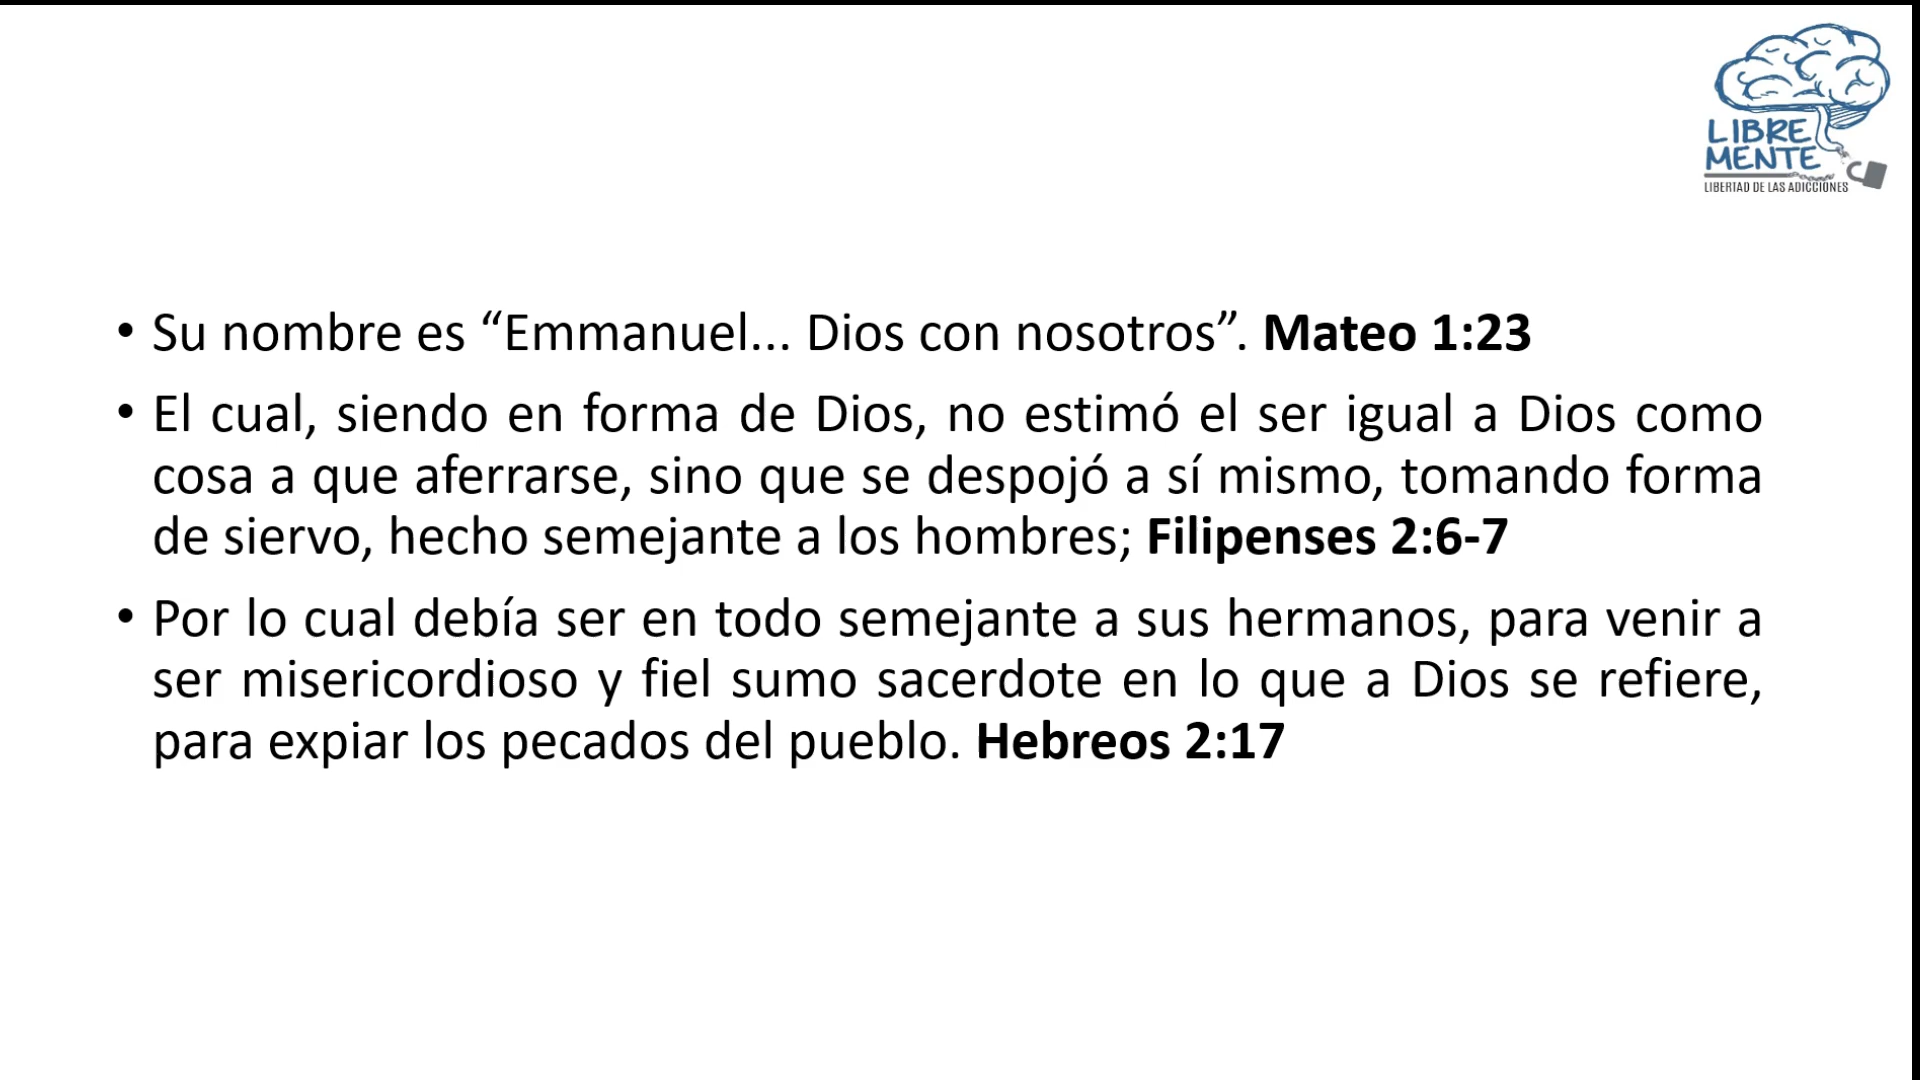 LIBRE
MENTE
LIBERTAD DE LAS ADICCIONES
• Su nombre es “Emmanuel... Dios con nosotros”. Mateo 1:23
• El cual, siendo en forma de Dios, no estimó el ser igual a Dios como
cosa a que aferrarse, sino que se despojó a sí mismo, tomando forma
de siervo, hecho semejante a los hombres; Filipenses 2:6-7
• Por lo cual debía ser en todo semejante a sus hermanos, para venir a
ser misericordioso y fiel sumo sacerdote en lo que a Dios se refiere,
para expiar los pecados del pueblo. Hebreos 2:17